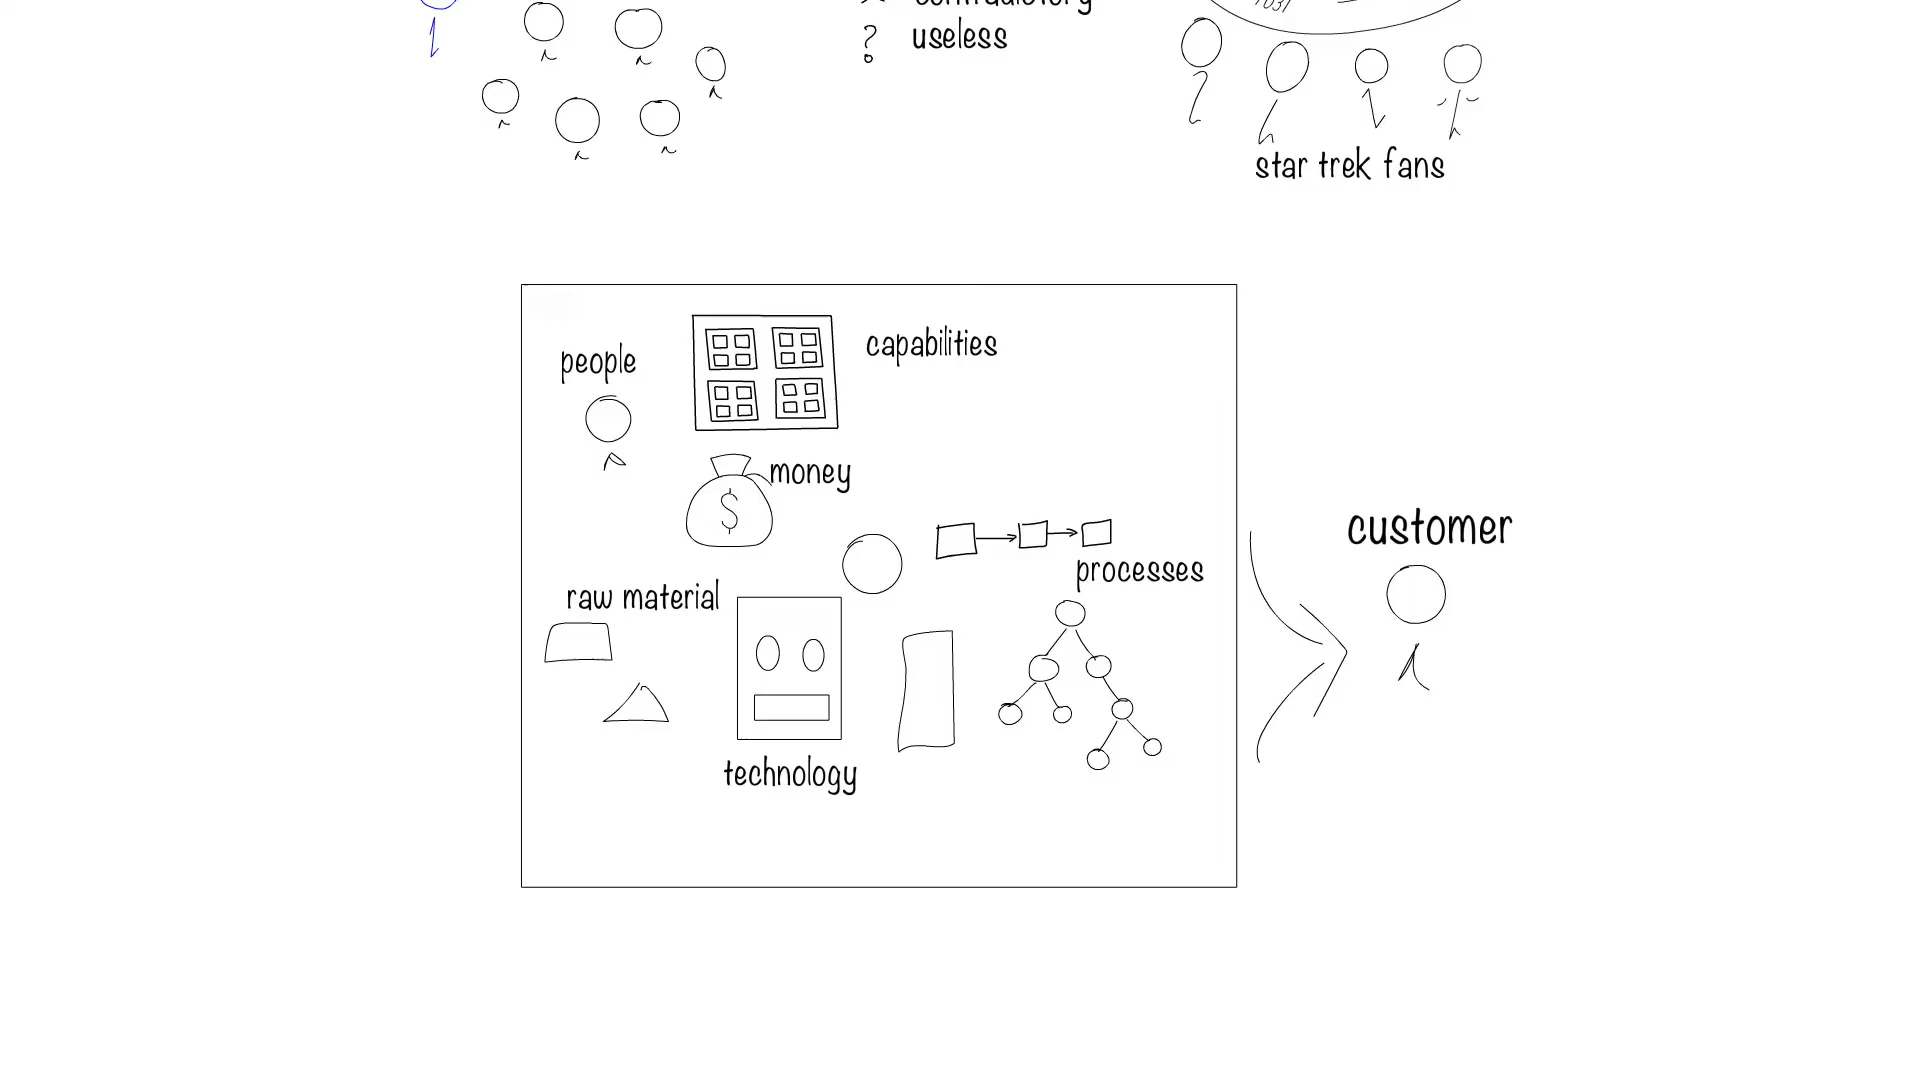 ? useless
star trek fans
people
capabilities
$
money
processes
raw material
technology
customer